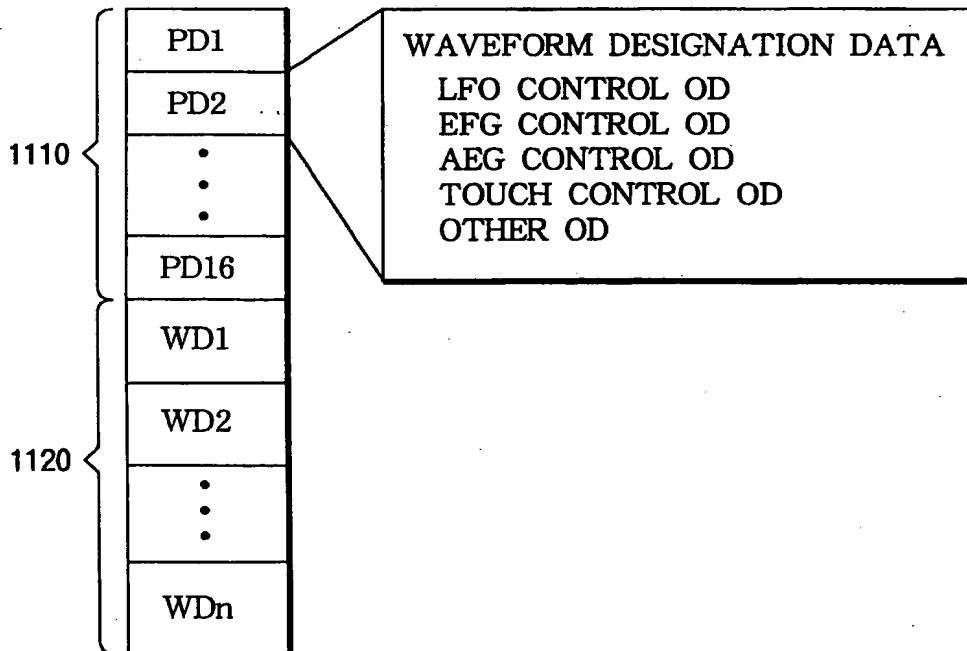 PD1
PD2
1110
PD16
WD1
WD2
1120
WDn
WAVEFORM DESIGNATION DATA
LFO CONTROL OD
EFG CONTROL OD
AEG CONTROL OD
TOUCH CONTROL OD
OTHER OD